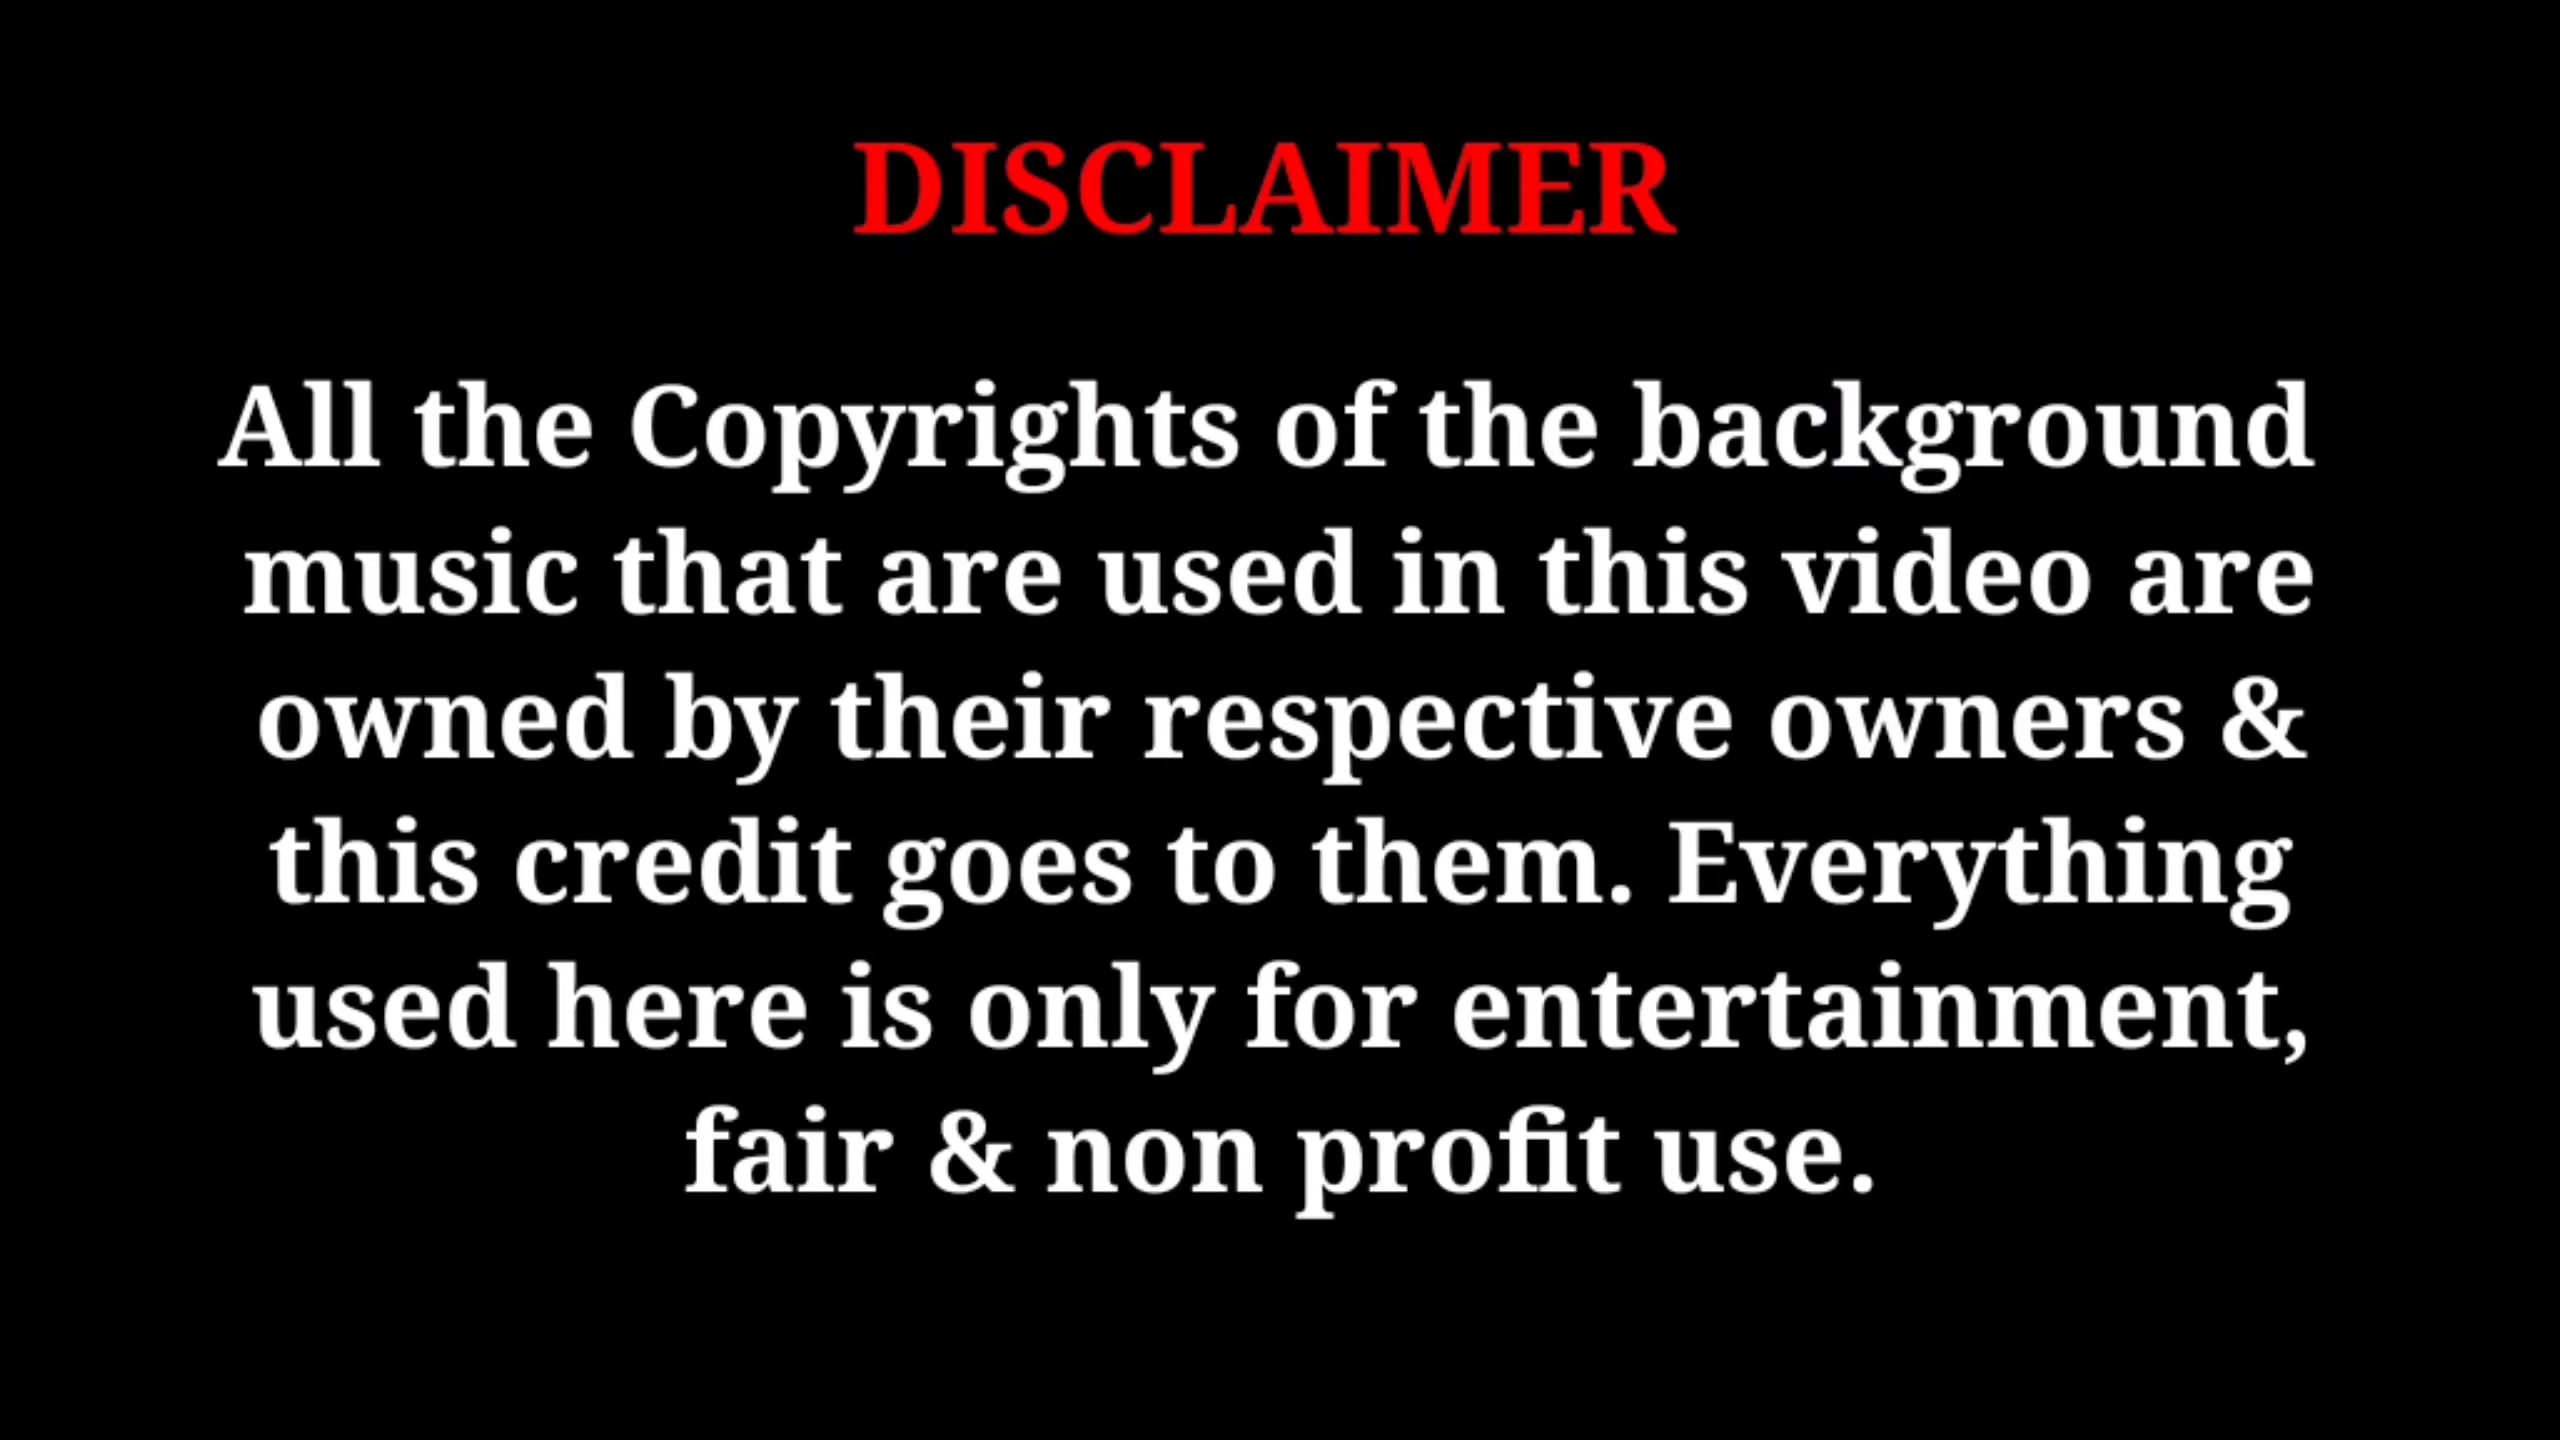 DISCLAIMER
All the Copyrights of the background
music that are used in this video are
owned by their respective owners &
this credit goes to them. Everything
used here is only for entertainment,
fair & non profit use.